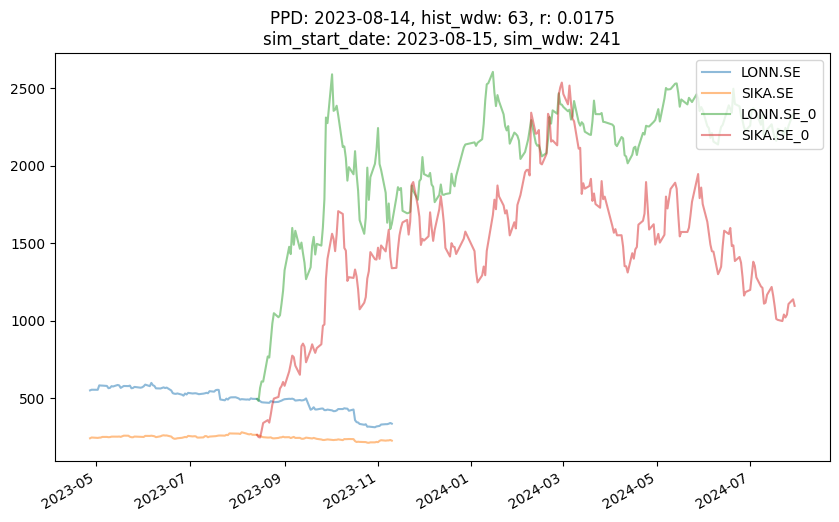 PPD: 2023-08-14, hist_wdw: 63, r: 0.0175
sim_start_date: 2023-08-15, sim_wdw: 241
LONN.SE
SIKA.SE
LONN.SE_0
SIKA.SE_0
2500
2000
1500
1000
500
2023-05
2023-07
2023-09
2023-11
2024-01
2024-03
2024-05
2024-07